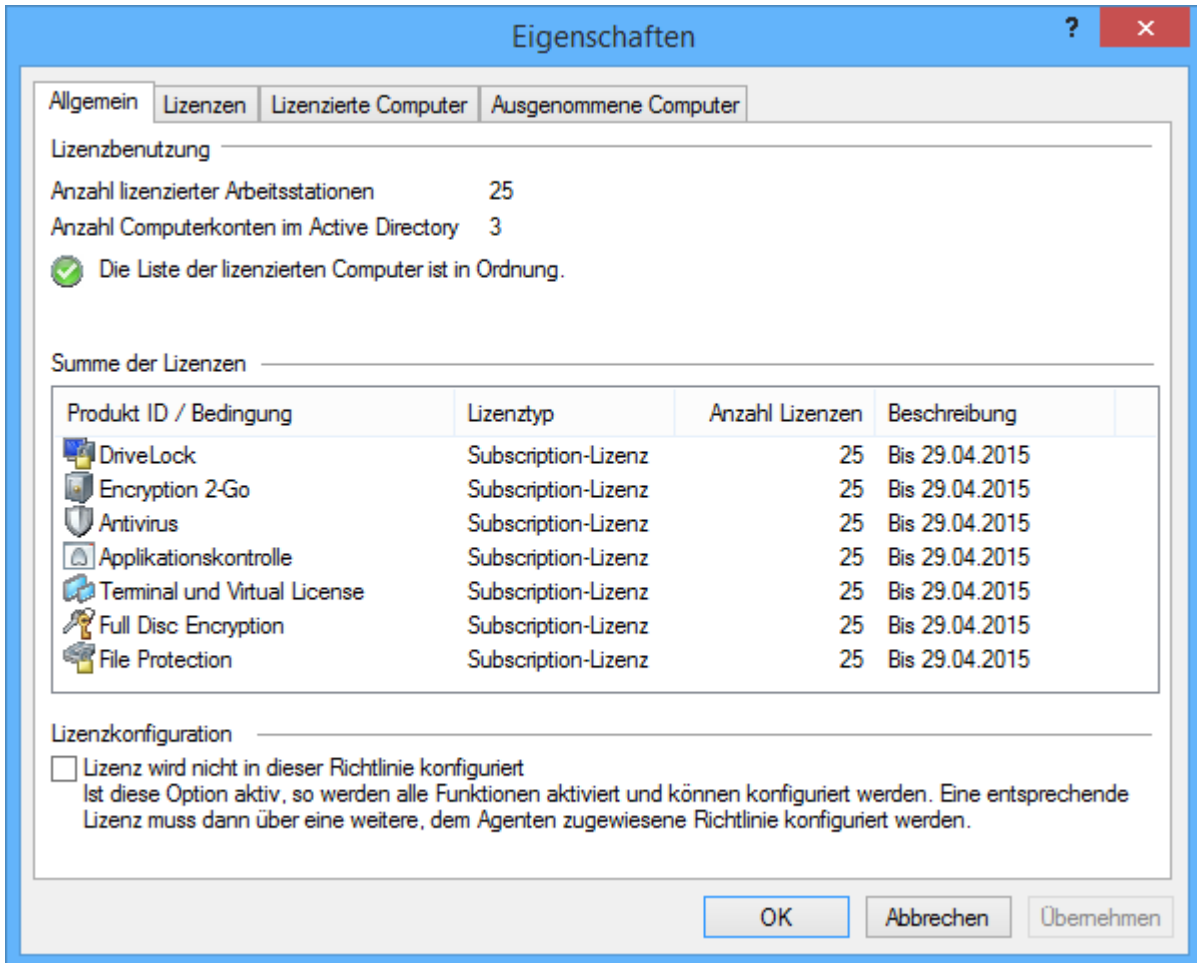 Eigenschaften
?
Allgemein Lizenzen Lizenzierte Computer Ausgenommene Computer
Lizenzbenutzung
Anzahl lizenzierter Arbeitsstationen 25
Anzahl Computerkonten im Active Directory 3
Die Liste der lizenzierten Computer ist in Ordnung.
Summe der Lizenzen
Produkt ID / Bedingung Lizenztyp Anzahl Lizenzen Beschreibung
DriveLock Subscription-Lizenz 25 Bis 29.04.2015
Encryption 2-Go Subscription-Lizenz 25 Bis 29.04.2015
Antivirus Subscription-Lizenz 25 Bis 29.04.2015
Applikationskontrolle Subscription-Lizenz 25 Bis 29.04.2015
Terminal und Virtual License Subscription-Lizenz 25 Bis 29.04.2015
Full Disc Encryption Subscription-Lizenz 25 Bis 29.04.2015
File Protection Subscription-Lizenz 25 Bis 29.04.2015
Lizenzkonfiguration
Lizenz wird nicht in dieser Richtlinie konfiguriert
Ist diese Option aktiv, so werden alle Funktionen aktiviert und können konfiguriert werden. Eine entsprechende
Lizenz muss dann über eine weitere, dem Agenten zugewiesene Richtlinie konfiguriert werden.
OK Abbrechen Übernehmen